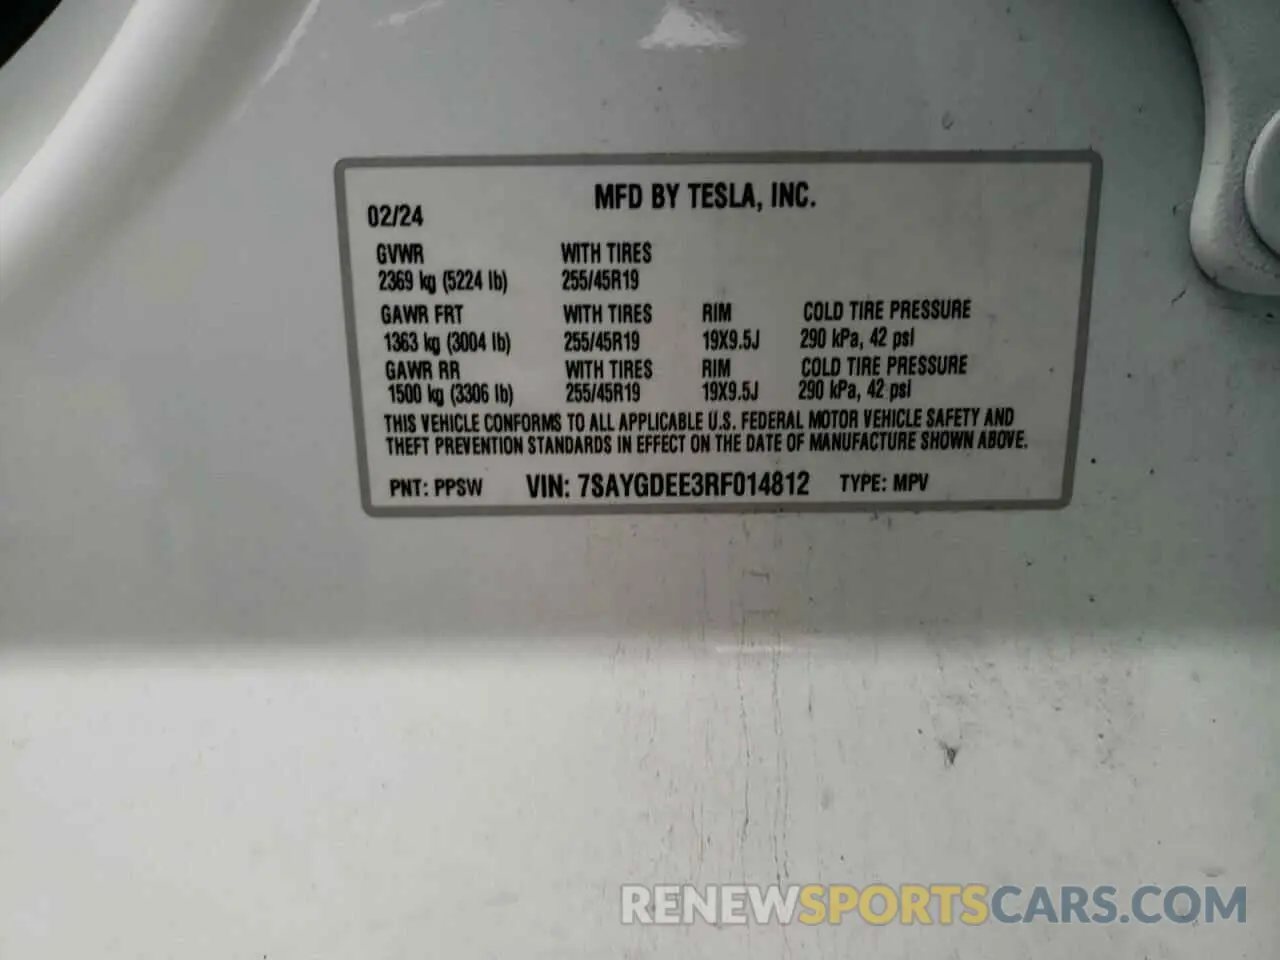 MFD BY TESLA, INC.
02/24
GVWR WITH TIRES
2369 kg (5224 lb) 255/45R19
GAWR FRT WITH TIRES RIM COLD TIRE PRESSURE
1363 kg (3004 lb) 255/45R19 19X9.5J 290 kPa, 42 psi
GAWR RR WITH TIRES RIM COLD TIRE PRESSURE
1500 kg (3306 lb) 255/45R19 19X9.5J 290 kPa, 42 psi
THIS VEHICLE CONFORMS TO ALL APPLICABLE U.S. FEDERAL MOTOR VEHICLE SAFETY AND
THEFT PREVENTION STANDARDS IN EFFECT ON THE DATE OF MANUFACTURE SHOWN ABOVE.
PNT: PPSW VIN: 7SAYGDEE3RF014812 TYPE: MPV
RENEWSPORTSCARS.COM